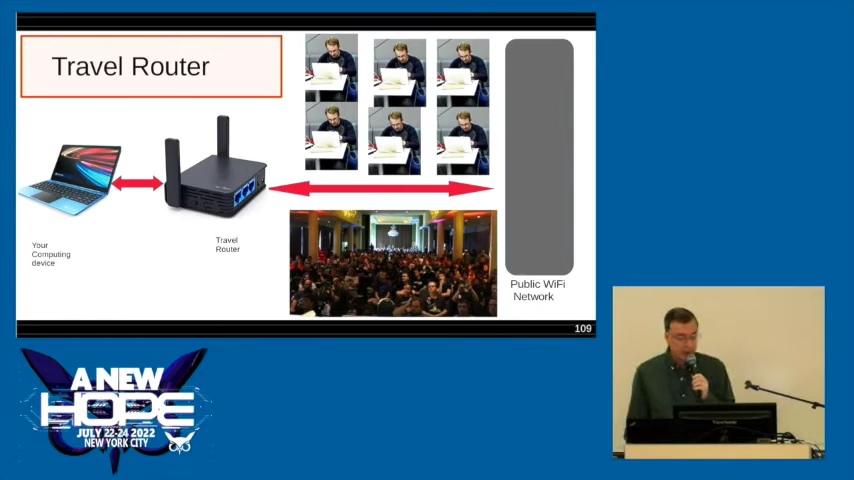 Travel Router
Your
Computing
device
Travel
Router
Public WiFi
Network
109
A NEW
HOPE
JULY 22-24 2022
NEW YORK CITY
ViewSonic